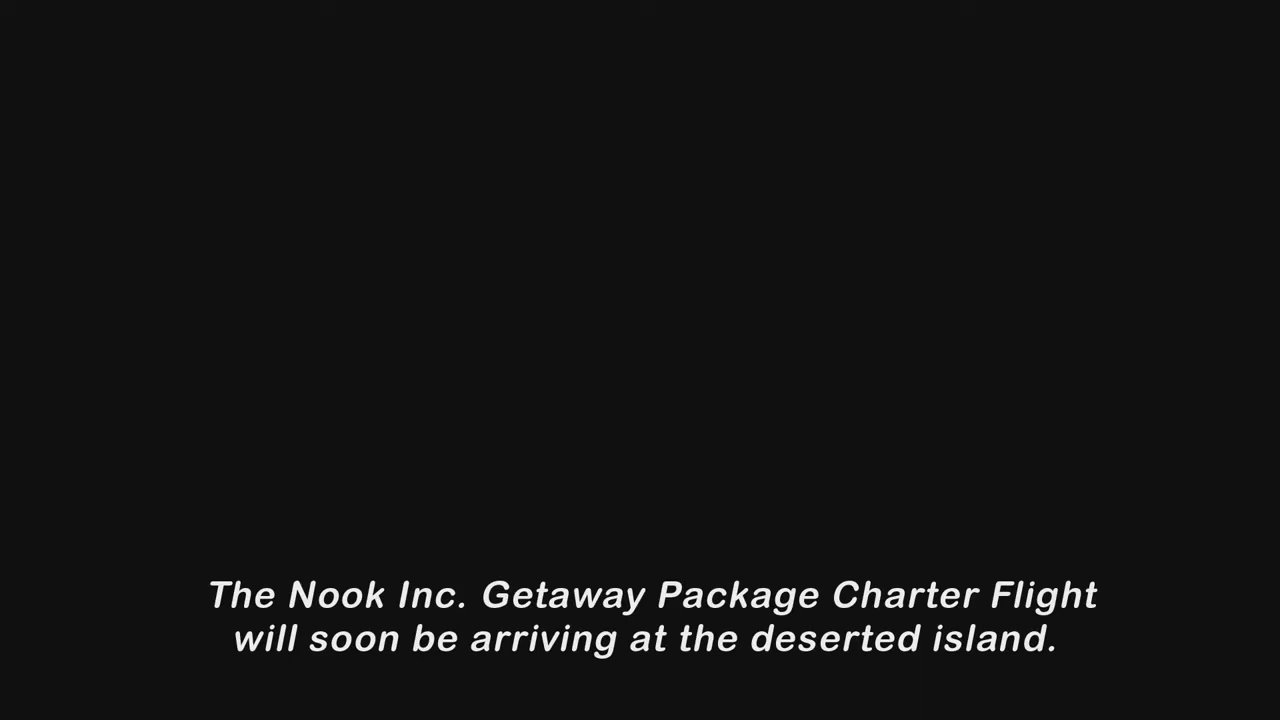 The Nook Inc. Getaway Package Charter Flight
will soon be arriving at the deserted island.